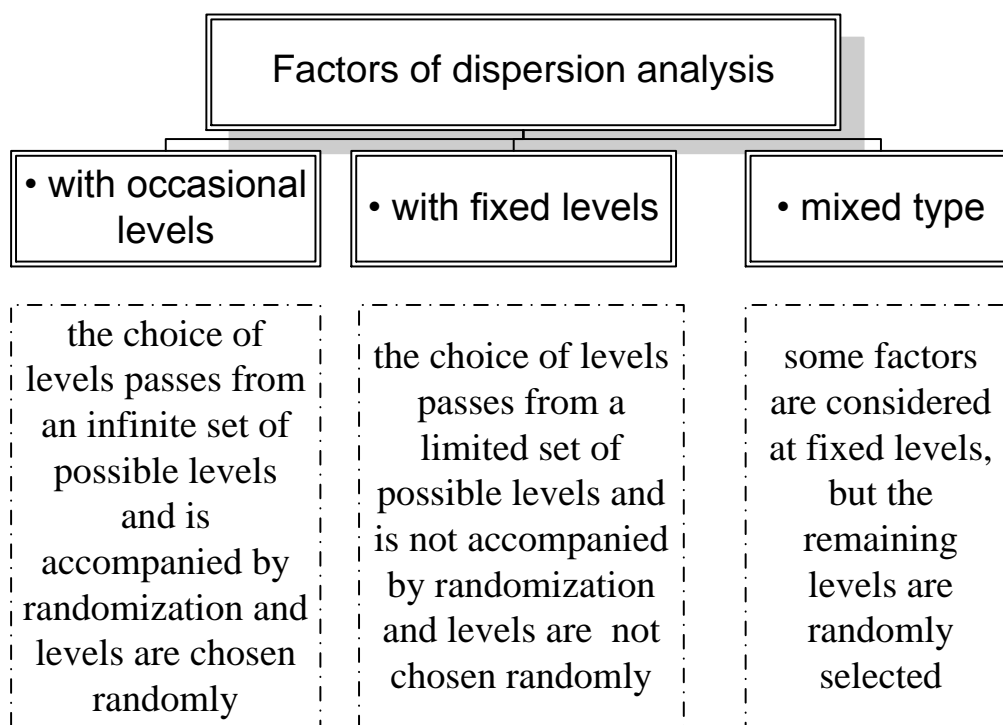 Factors of dispersion analysis
• with occasional
levels
• with fixed levels
• mixed type
the choice of
levels passes from
an infinite set of
possible levels
and is
accompanied by
randomization and
levels are chosen
randomly
the choice of levels
passes from a
limited set of
possible levels and
is not accompanied
by randomization
and levels are not
chosen randomly
some factors
are considered
at fixed levels,
but the
remaining
levels are
randomly
selected